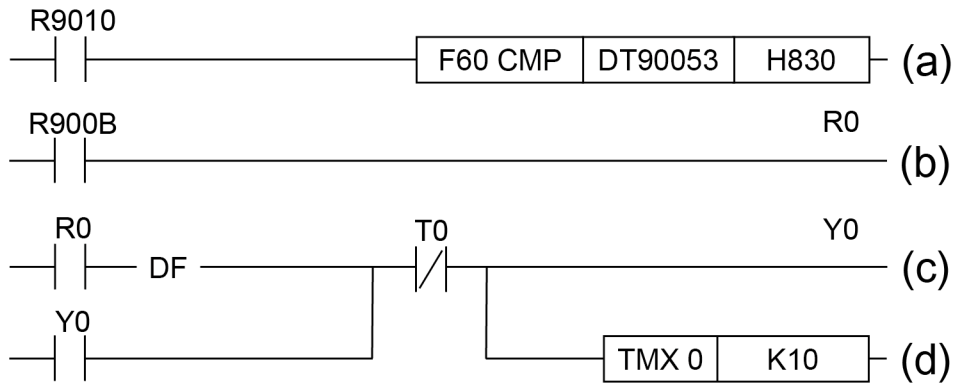 R9010
F60 CMP DT90053 H830 (a)
R900B R0
(b)
R0 T0 Y0
DF (c)
Y0
TMX 0 K10 (d)